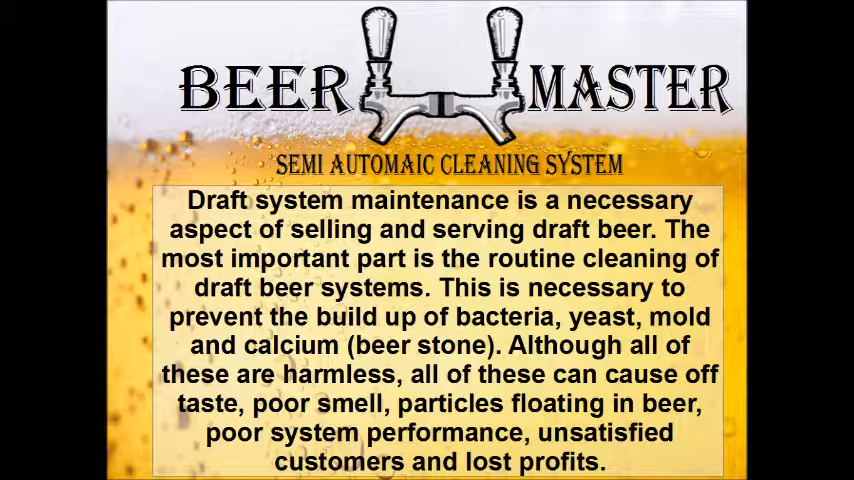 BEER MASTER
SEMI AUTOMAIC CLEANING SYSTEM
Draft system maintenance is a necessary
aspect of selling and serving draft beer. The
most important part is the routine cleaning of
draft beer systems. This is necessary to
prevent the build up of bacteria, yeast, mold
and calcium (beer stone). Although all of
these are harmless, all of these can cause off
taste, poor smell, particles floating in beer,
poor system performance, unsatisfied
customers and lost profits.